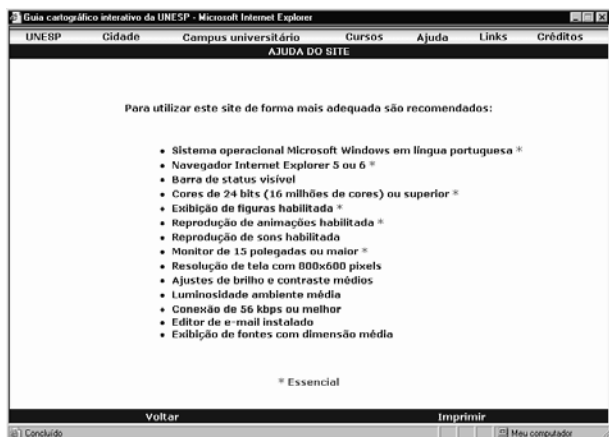 Guia cartográfico interativo da UNESP - Microsoft Internet Explorer
UNESP Cidade Campus universitário Cursos Ajuda Links Créditos
AJUDA DO SITE
Para utilizar este site de forma mais adequada são recomendados:
• Sistema operacional Microsoft Windows em língua portuguesa *
• Navegador Internet Explorer 5 ou 6 *
• Barra de status visível
• Cores de 24 bits (16 milhões de cores) ou superior *
• Exibição de figuras habilitada *
• Reprodução de animações habilitada *
• Reprodução de sons habilitada
• Monitor de 15 polegadas ou maior *
• Resolução de tela com 800x600 pixels
• Ajustes de brilho e contraste médios
• Luminosidade ambiente média
• Conexão de 56 kbps ou melhor
• Editor de e-mail instalado
• Exibição de fontes com dimensão média
* Essencial
Voltar Imprimir
Concluído Meu computador